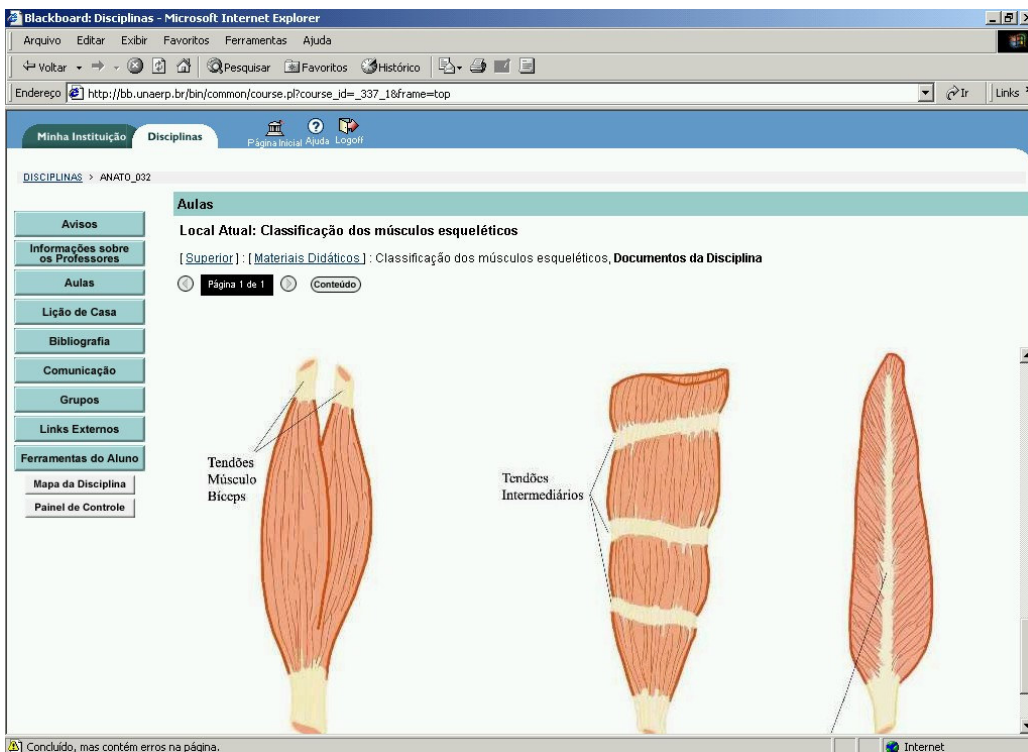 Blackboard: Disciplinas - Microsoft Internet Explorer
Arquivo Editar Exibir Favoritos Ferramentas Ajuda
Voltar Pesquisar Favoritos Histórico
Endereço http://bb.unaerp.br/bin/common/course.pl?course_id=_337_1&frame=top Ir Links
Minha Instituição Disciplinas Página Inicial Ajuda Logoff
DISCIPLINAS > ANATO_032
Aulas
Local Atual: Classificação dos músculos esqueléticos
[ Superior ] : [ Materiais Didáticos ] : Classificação dos músculos esqueléticos, Documentos da Disciplina
Página 1 de 1 Conteúdo
Avisos
Informações sobre
os Professores
Aulas
Lição de Casa
Bibliografia
Comunicação
Grupos
Links Externos
Ferramentas do Aluno
Mapa da Disciplina
Painel de Controle
Tendões
Músculo
Bíceps
Tendões
Intermediários
Concluído, mas contém erros na página. Internet